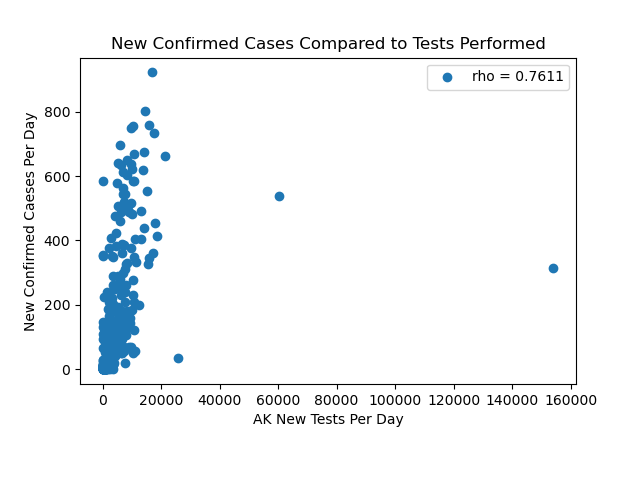 New Confirmed Cases Compared to Tests Performed
rho = 0.7611
New Confirmed Caeses Per Day
800
600
400
200
0
0 20000 40000 60000 80000 100000 120000 140000 160000
AK New Tests Per Day